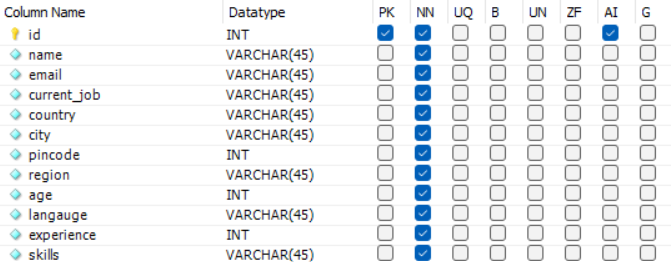 Column Name Datatype PK NN UQ B UN ZF AI G
id INT
name VARCHAR(45)
email VARCHAR(45)
current_job VARCHAR(45)
country VARCHAR(45)
city VARCHAR(45)
pincode INT
region VARCHAR(45)
age INT
langauge VARCHAR(45)
experience INT
skills VARCHAR(45)